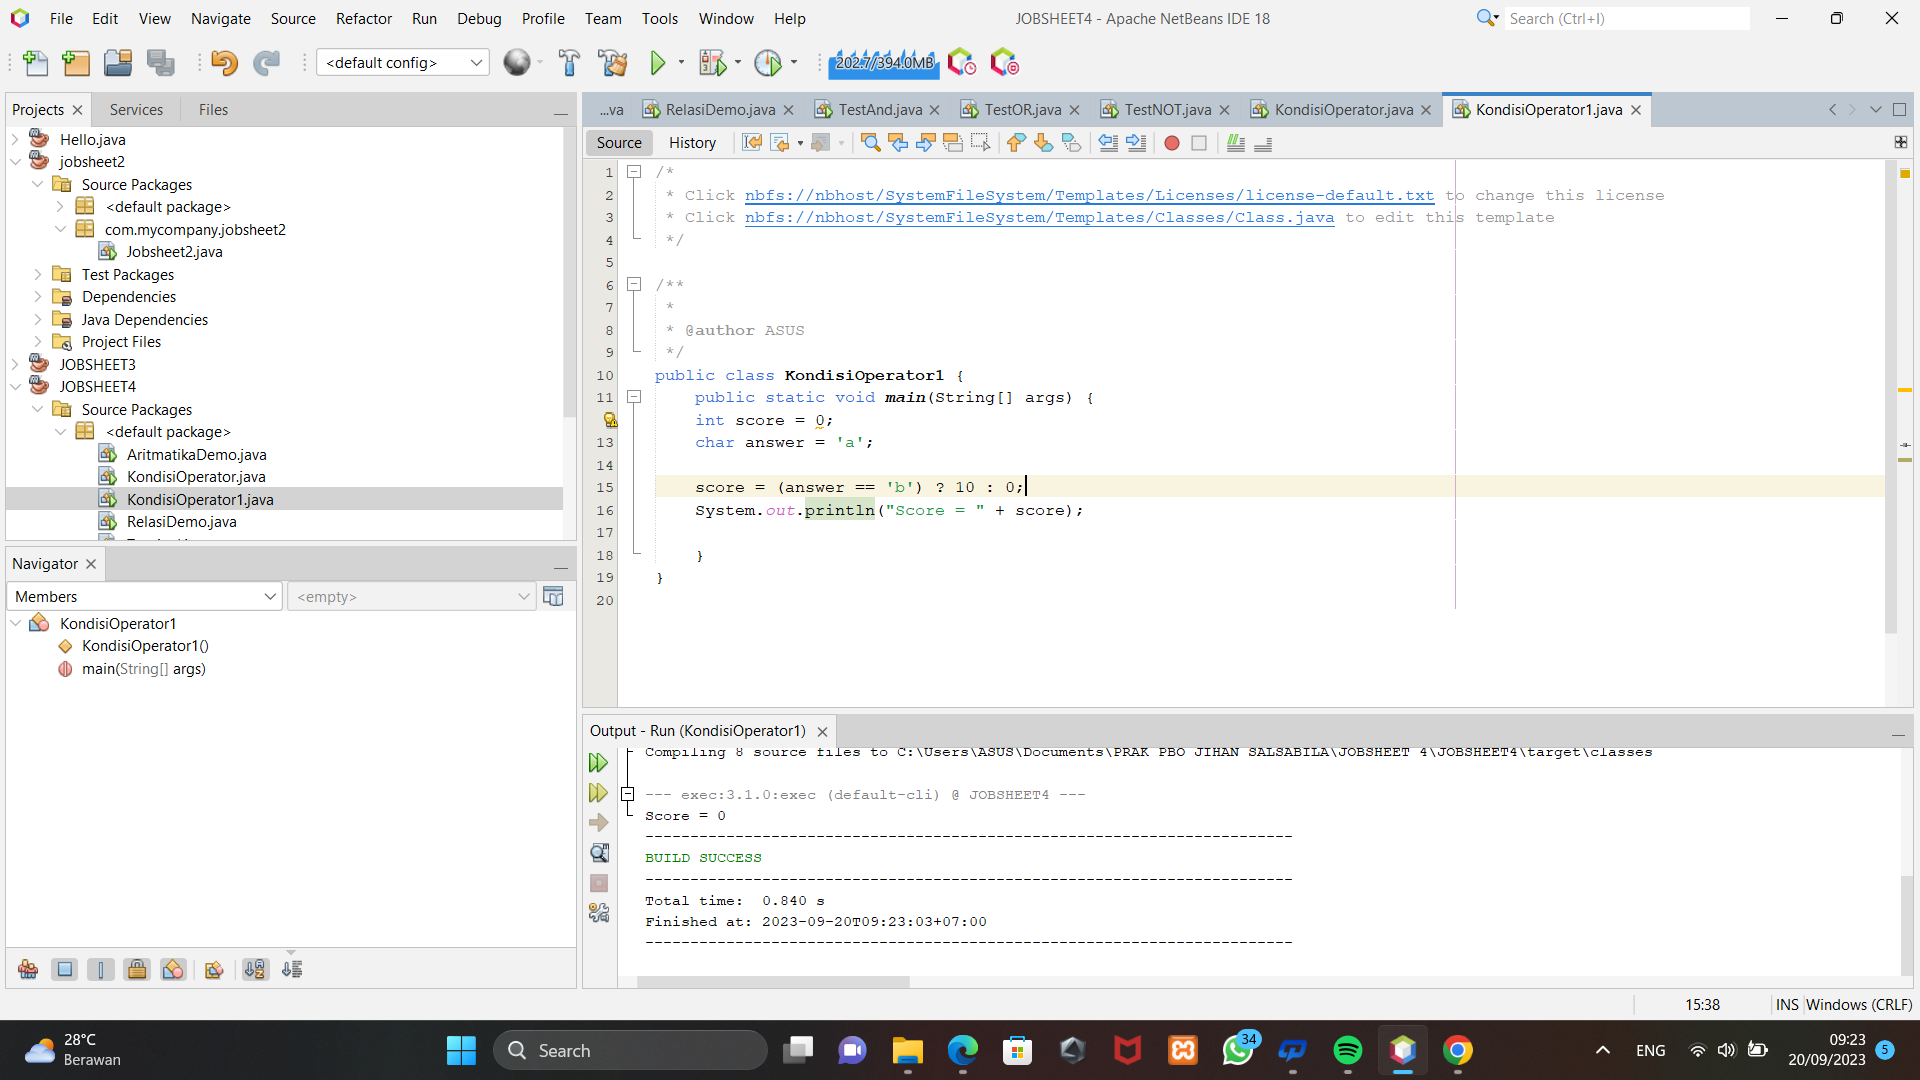 File Edit View Navigate Source Refactor Run Debug Profile Team Tools Window Help
JOBSHEET4 - Apache NetBeans IDE 18
Search (Ctrl+I)
<default config>
202.7/394.0MB
Projects Services Files
Hello.java
jobsheet2
Source Packages
<default package>
com.mycompany.jobsheet2
Jobsheet2.java
Test Packages
Dependencies
Java Dependencies
Project Files
JOBSHEET3
JOBSHEET4
Source Packages
<default package>
AritmatikaDemo.java
KondisiOperator.java
KondisiOperator1.java
RelasiDemo.java
Navigator
Members <empty>
KondisiOperator1
KondisiOperator1()
main(String[] args)
...va RelasiDemo.java TestAnd.java TestOR.java TestNOT.java KondisiOperator.java KondisiOperator1.java
Source History
1 /*
2 * Click nbfs://nbhost/SystemFileSystem/Templates/Licenses/license-default.txt to change this license
3 * Click nbfs://nbhost/SystemFileSystem/Templates/Classes/Class.java to edit this template
4 */
5
6 /**
7 *
8 * @author ASUS
9 */
10 public class KondisiOperator1 {
11 public static void main(String[] args) {
int score = 0;
13 char answer = 'a';
14
15 score = (answer == 'b') ? 10 : 0;
16 System.out.println("Score = " + score);
17
18 }
19 }
20
Output - Run (KondisiOperator1)
Compiling 8 source files to C:\Users\ASUS\Documents\PRAK PBO JIHAN SALSABILA\JOBSHEET 4\JOBSHEET4\target\classes
--- exec:3.1.0:exec (default-cli) @ JOBSHEET4 ---
Score = 0
------------------------------------------------------------------------
BUILD SUCCESS
------------------------------------------------------------------------
Total time: 0.840 s
Finished at: 2023-09-20T09:23:03+07:00
------------------------------------------------------------------------
15:38 INS Windows (CRLF)
28°C
Berawan
Search
34
ENG
09:23
20/09/2023
5